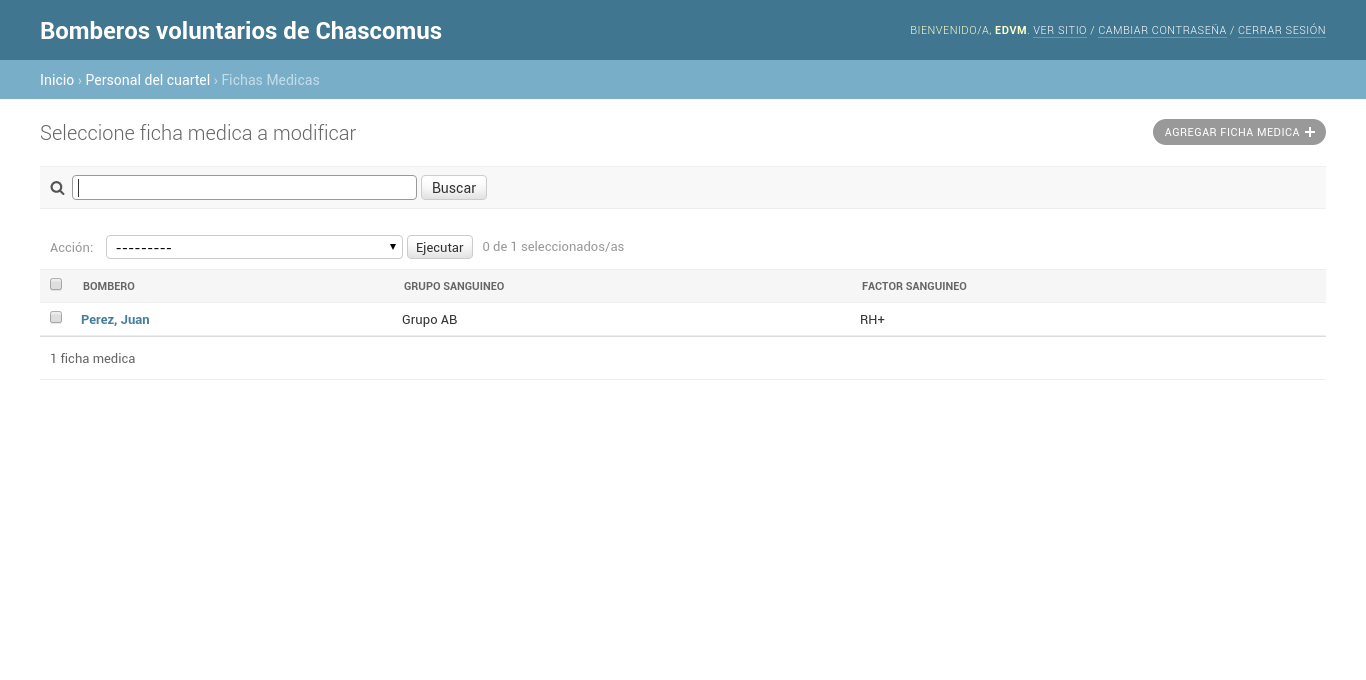 Bomberos voluntarios de Chascomus
BIENVENIDO/A, EDVM. VER SITIO / CAMBIAR CONTRASEÑA / CERRAR SESIÓN
Inicio › Personal del cuartel › Fichas Medicas
Seleccione ficha medica a modificar
AGREGAR FICHA MEDICA +
Buscar
Acción: --------- Ejecutar 0 de 1 seleccionados/as
BOMBERO GRUPO SANGUINEO FACTOR SANGUINEO
Perez, Juan Grupo AB RH+
1 ficha medica